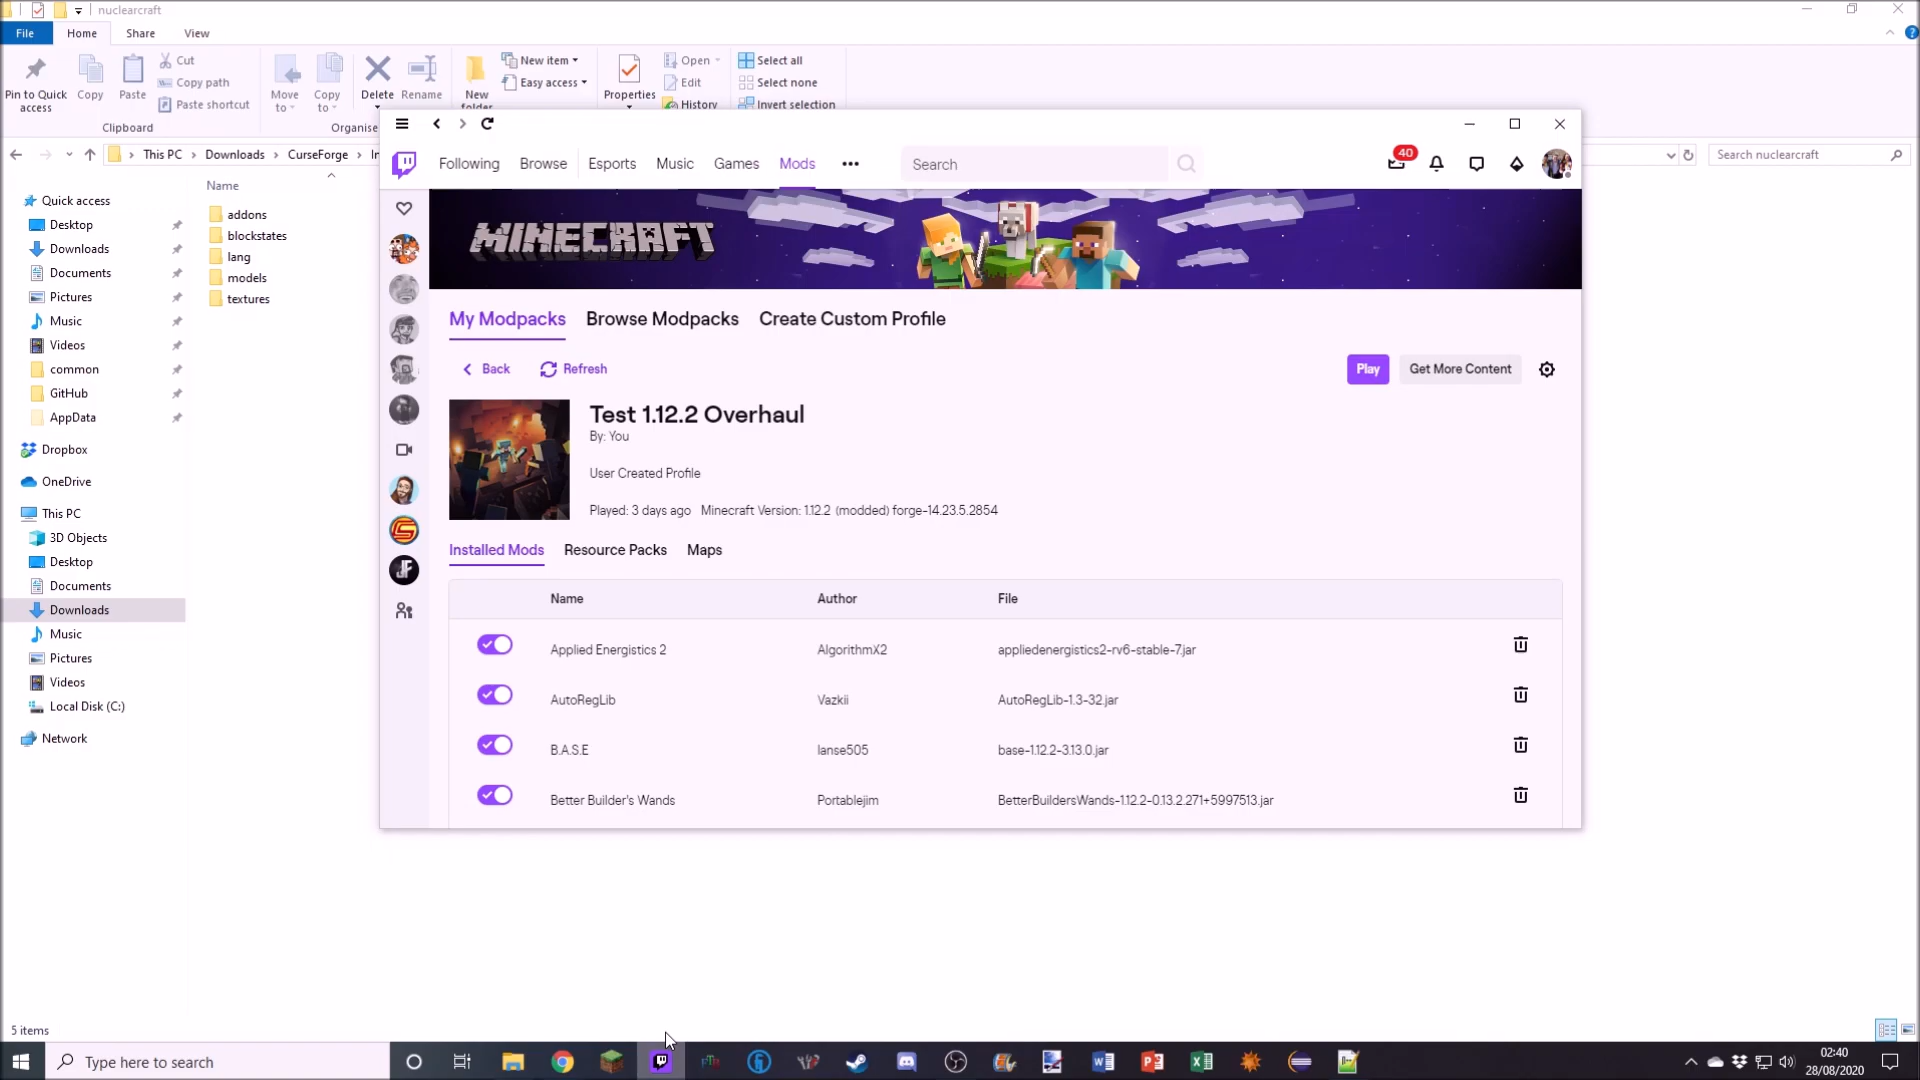 nuclearcraft
File
Home
Share
View
Pin to Quick access
Copy
Paste
Cut
Copy path
Paste shortcut
Clipboard
Move to
Copy to
Delete
Rename
Organise
New folder
New item
Easy access
Properties
Open
Edit
History
Select all
Select none
Invert selection
This PC
Downloads
CurseForge
Search nuclearcraft
Quick access
Desktop
Downloads
Documents
Pictures
Music
Videos
common
GitHub
AppData
Dropbox
OneDrive
This PC
3D Objects
Desktop
Documents
Downloads
Music
Pictures
Videos
Local Disk (C:)
Network
Name
addons
blockstates
lang
models
textures
Following
Browse
Esports
Music
Games
Mods
Search
40
MINECRAFT
My Modpacks
Browse Modpacks
Create Custom Profile
Back
Refresh
Play
Get More Content
Test 1.12.2 Overhaul
By: You
User Created Profile
Played: 3 days ago Minecraft Version: 1.12.2 (modded) forge-14.23.5.2854
Installed Mods
Resource Packs
Maps
Name Author File
Applied Energistics 2 AlgorithmX2 appliedenergistics2-rv6-stable-7.jar
AutoRegLib Vazkii AutoRegLib-1.3-32.jar
B.A.S.E lanse505 base-1.12.2-3.13.0.jar
Better Builder's Wands Portablejim BetterBuildersWands-1.12.2-0.13.2.271+5997513.jar
5 items
Type here to search
02:40
28/08/2020